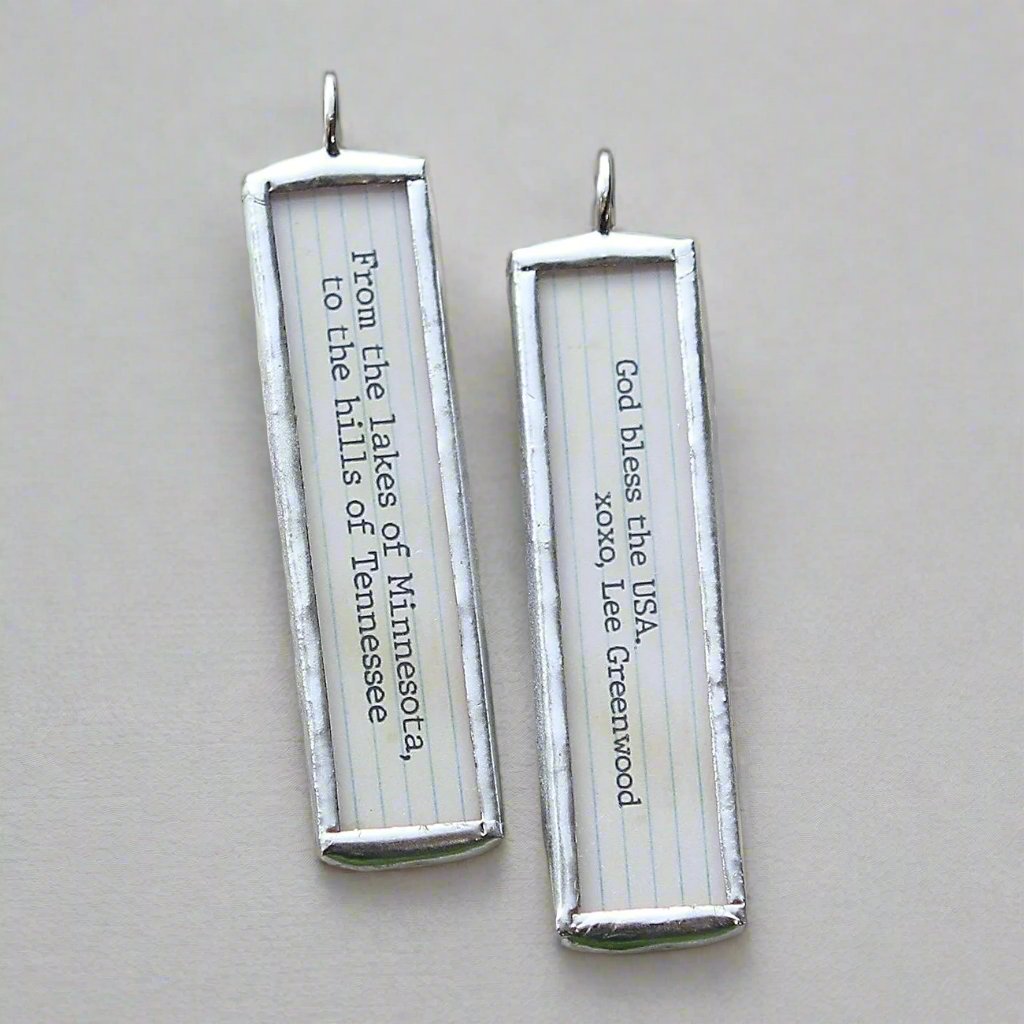 From the lakes of Minnesota,
to the hills of Tennessee
God bless the USA.
xoxo, Lee Greenwood